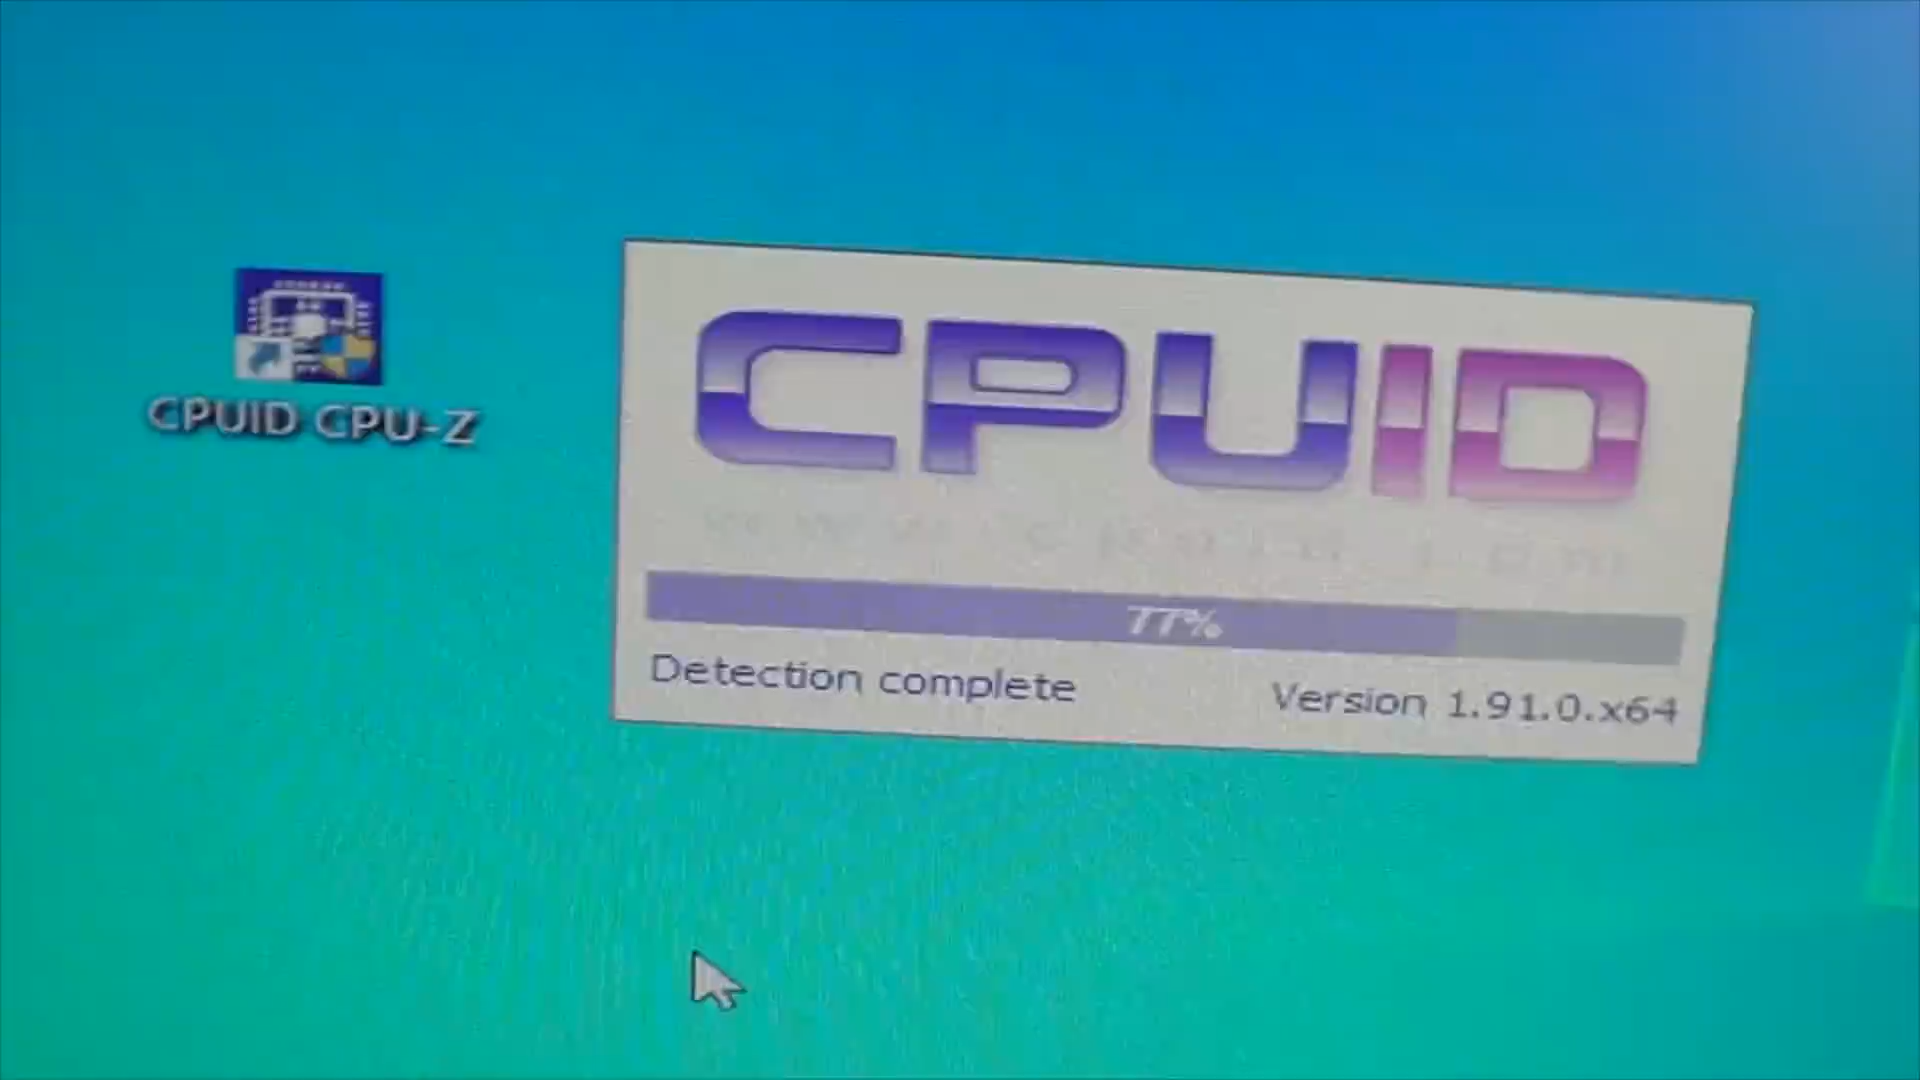 CPUID CPU-Z
CPUID
77%
Detection complete
Version 1.91.0.x64